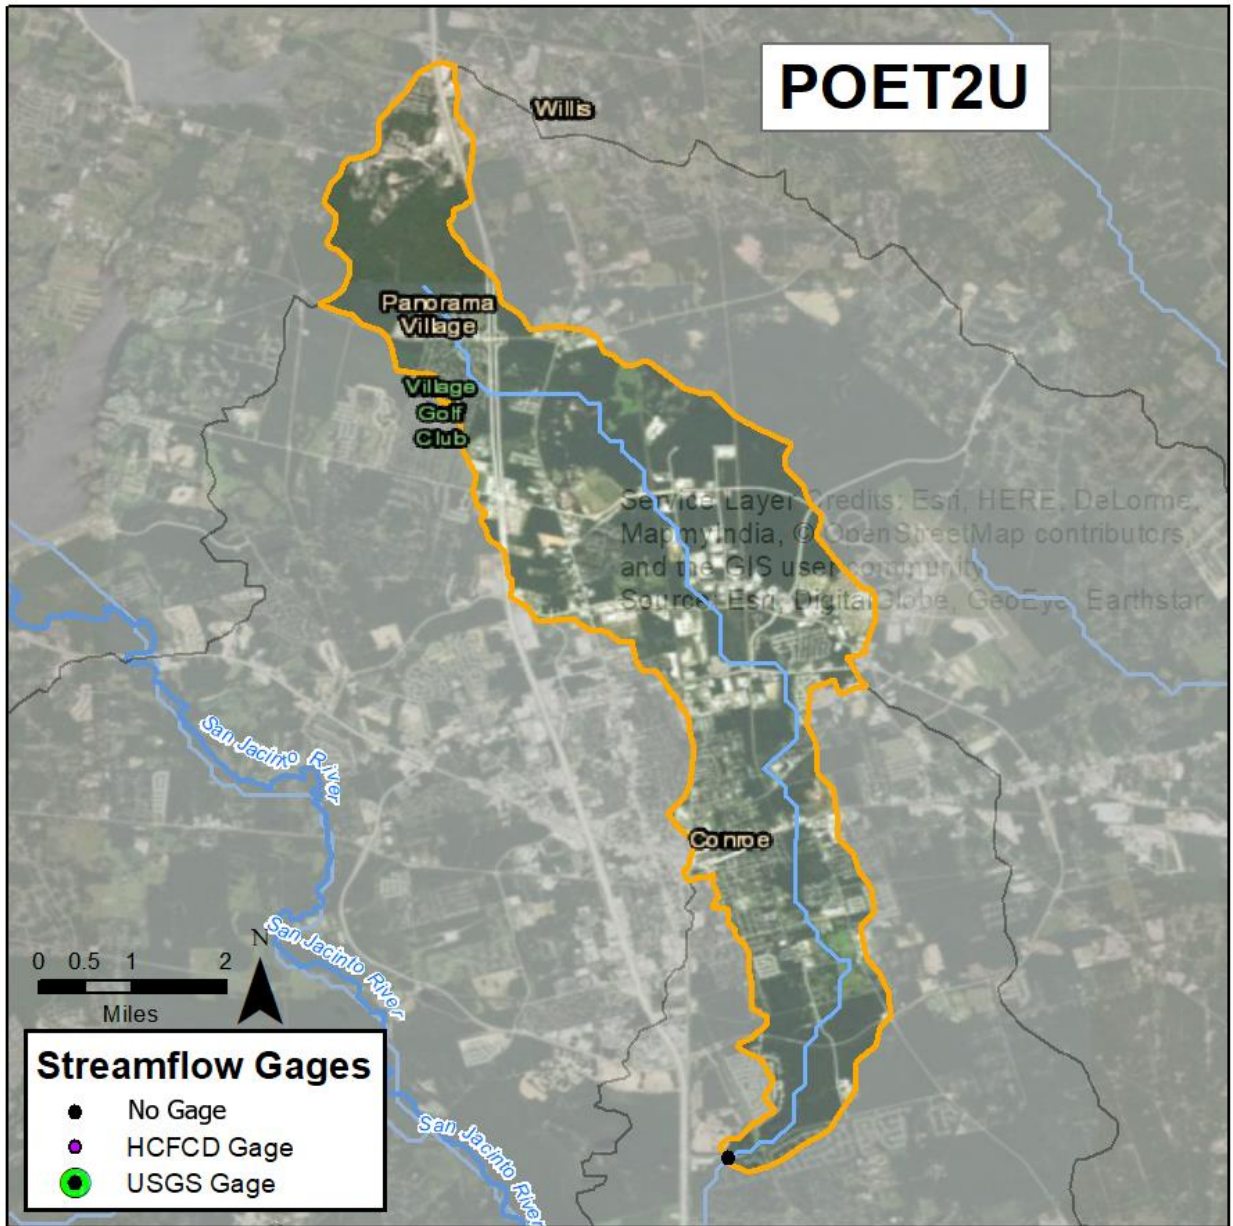 POET2U
Willis
Panorama
Village
Village
Golf
Club
Service Layer Credits: Esri, HERE, DeLorme,
MapmyIndia, © OpenStreetMap contributors,
and the GIS user community
Source: Esri, DigitalGlobe, GeoEye, Earthstar
San Jacinto River
Conroe
San Jacinto River
N
0 0.5 1 2
Miles
San Jacinto River
Streamflow Gages
No Gage
HCFCD Gage
USGS Gage